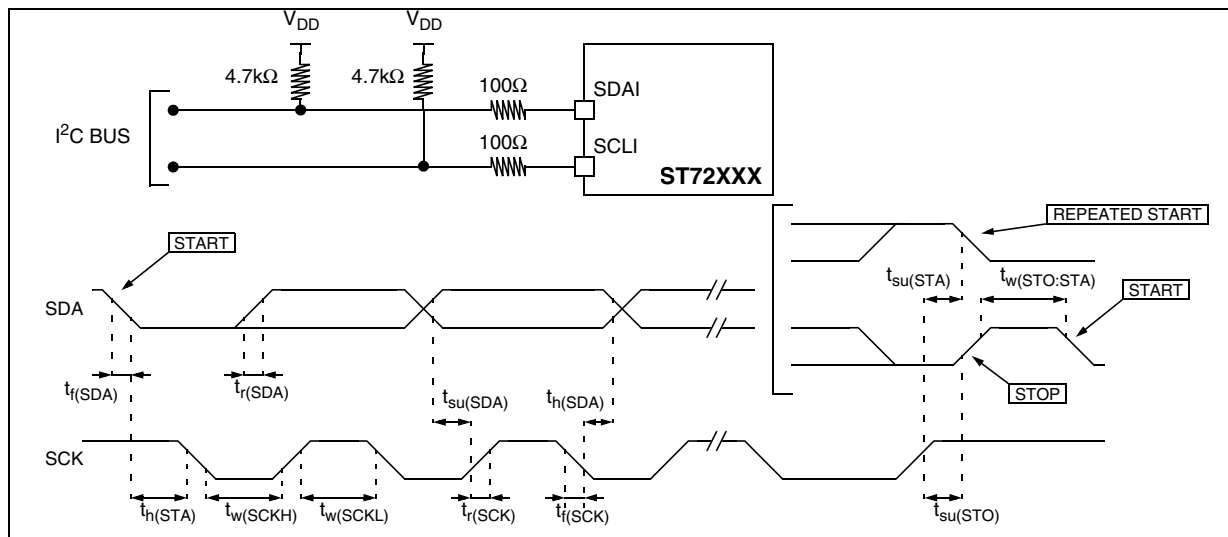 VDD VDD
4.7kΩ 4.7kΩ
100Ω SDAI
I²C BUS
100Ω SCLI
ST72XXX
REPEATED START
START
tsu(STA) tw(STO:STA)
START
SDA
STOP
tf(SDA) tr(SDA) tsu(SDA) th(SDA)
SCK
th(STA) tw(SCKH) tw(SCKL) tr(SCK) tf(SCK) tsu(STO)